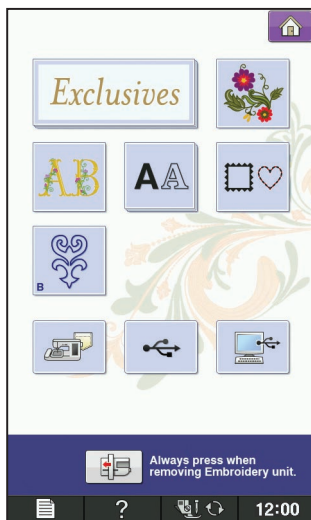 Exclusives
AB
AA
B
Always press when
removing Embroidery unit.
?
12:00